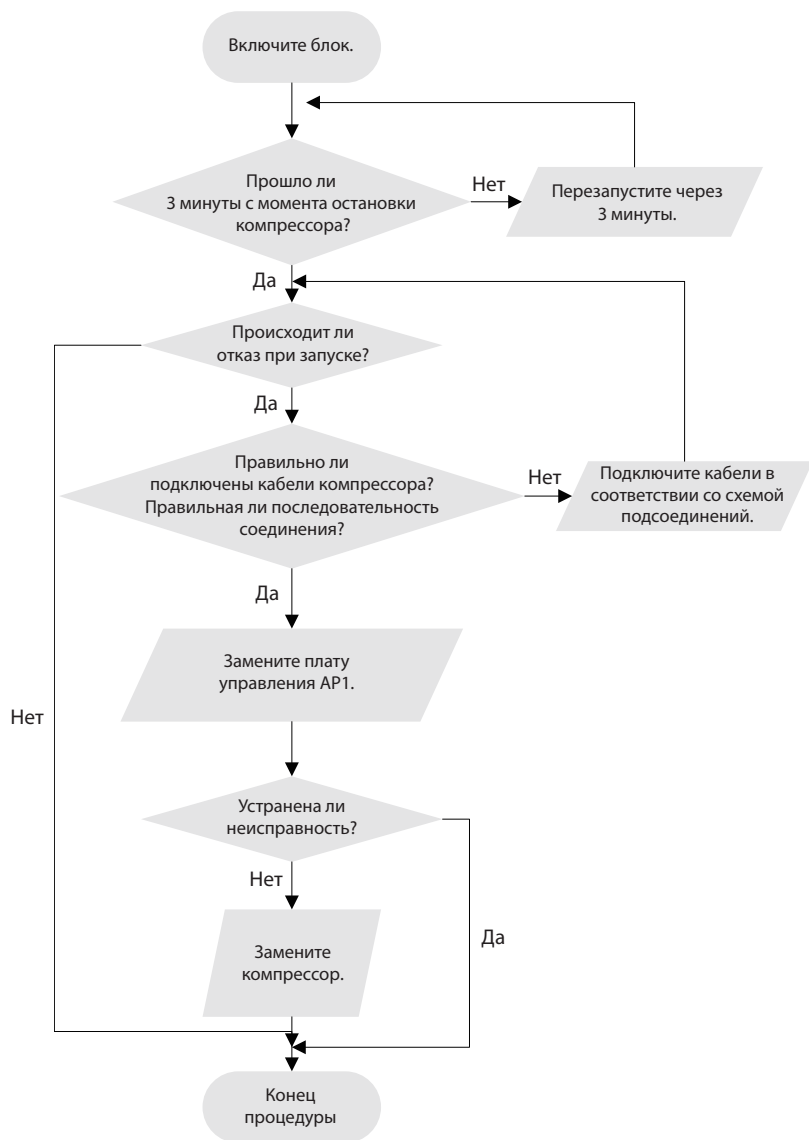 Включите блок.
Прошло ли
3 минуты с момента остановки
компрессора?
Нет
Перезапустите через
3 минуты.
Да
Происходит ли
отказ при запуске?
Да
Правильно ли
подключены кабели компрессора?
Правильная ли последовательность
соединения?
Нет
Подключите кабели в
соответствии со схемой
подсоединений.
Да
Замените плату
управления AP1.
Нет
Устранена ли
неисправность?
Нет
Да
Замените
компрессор.
Конец
процедуры